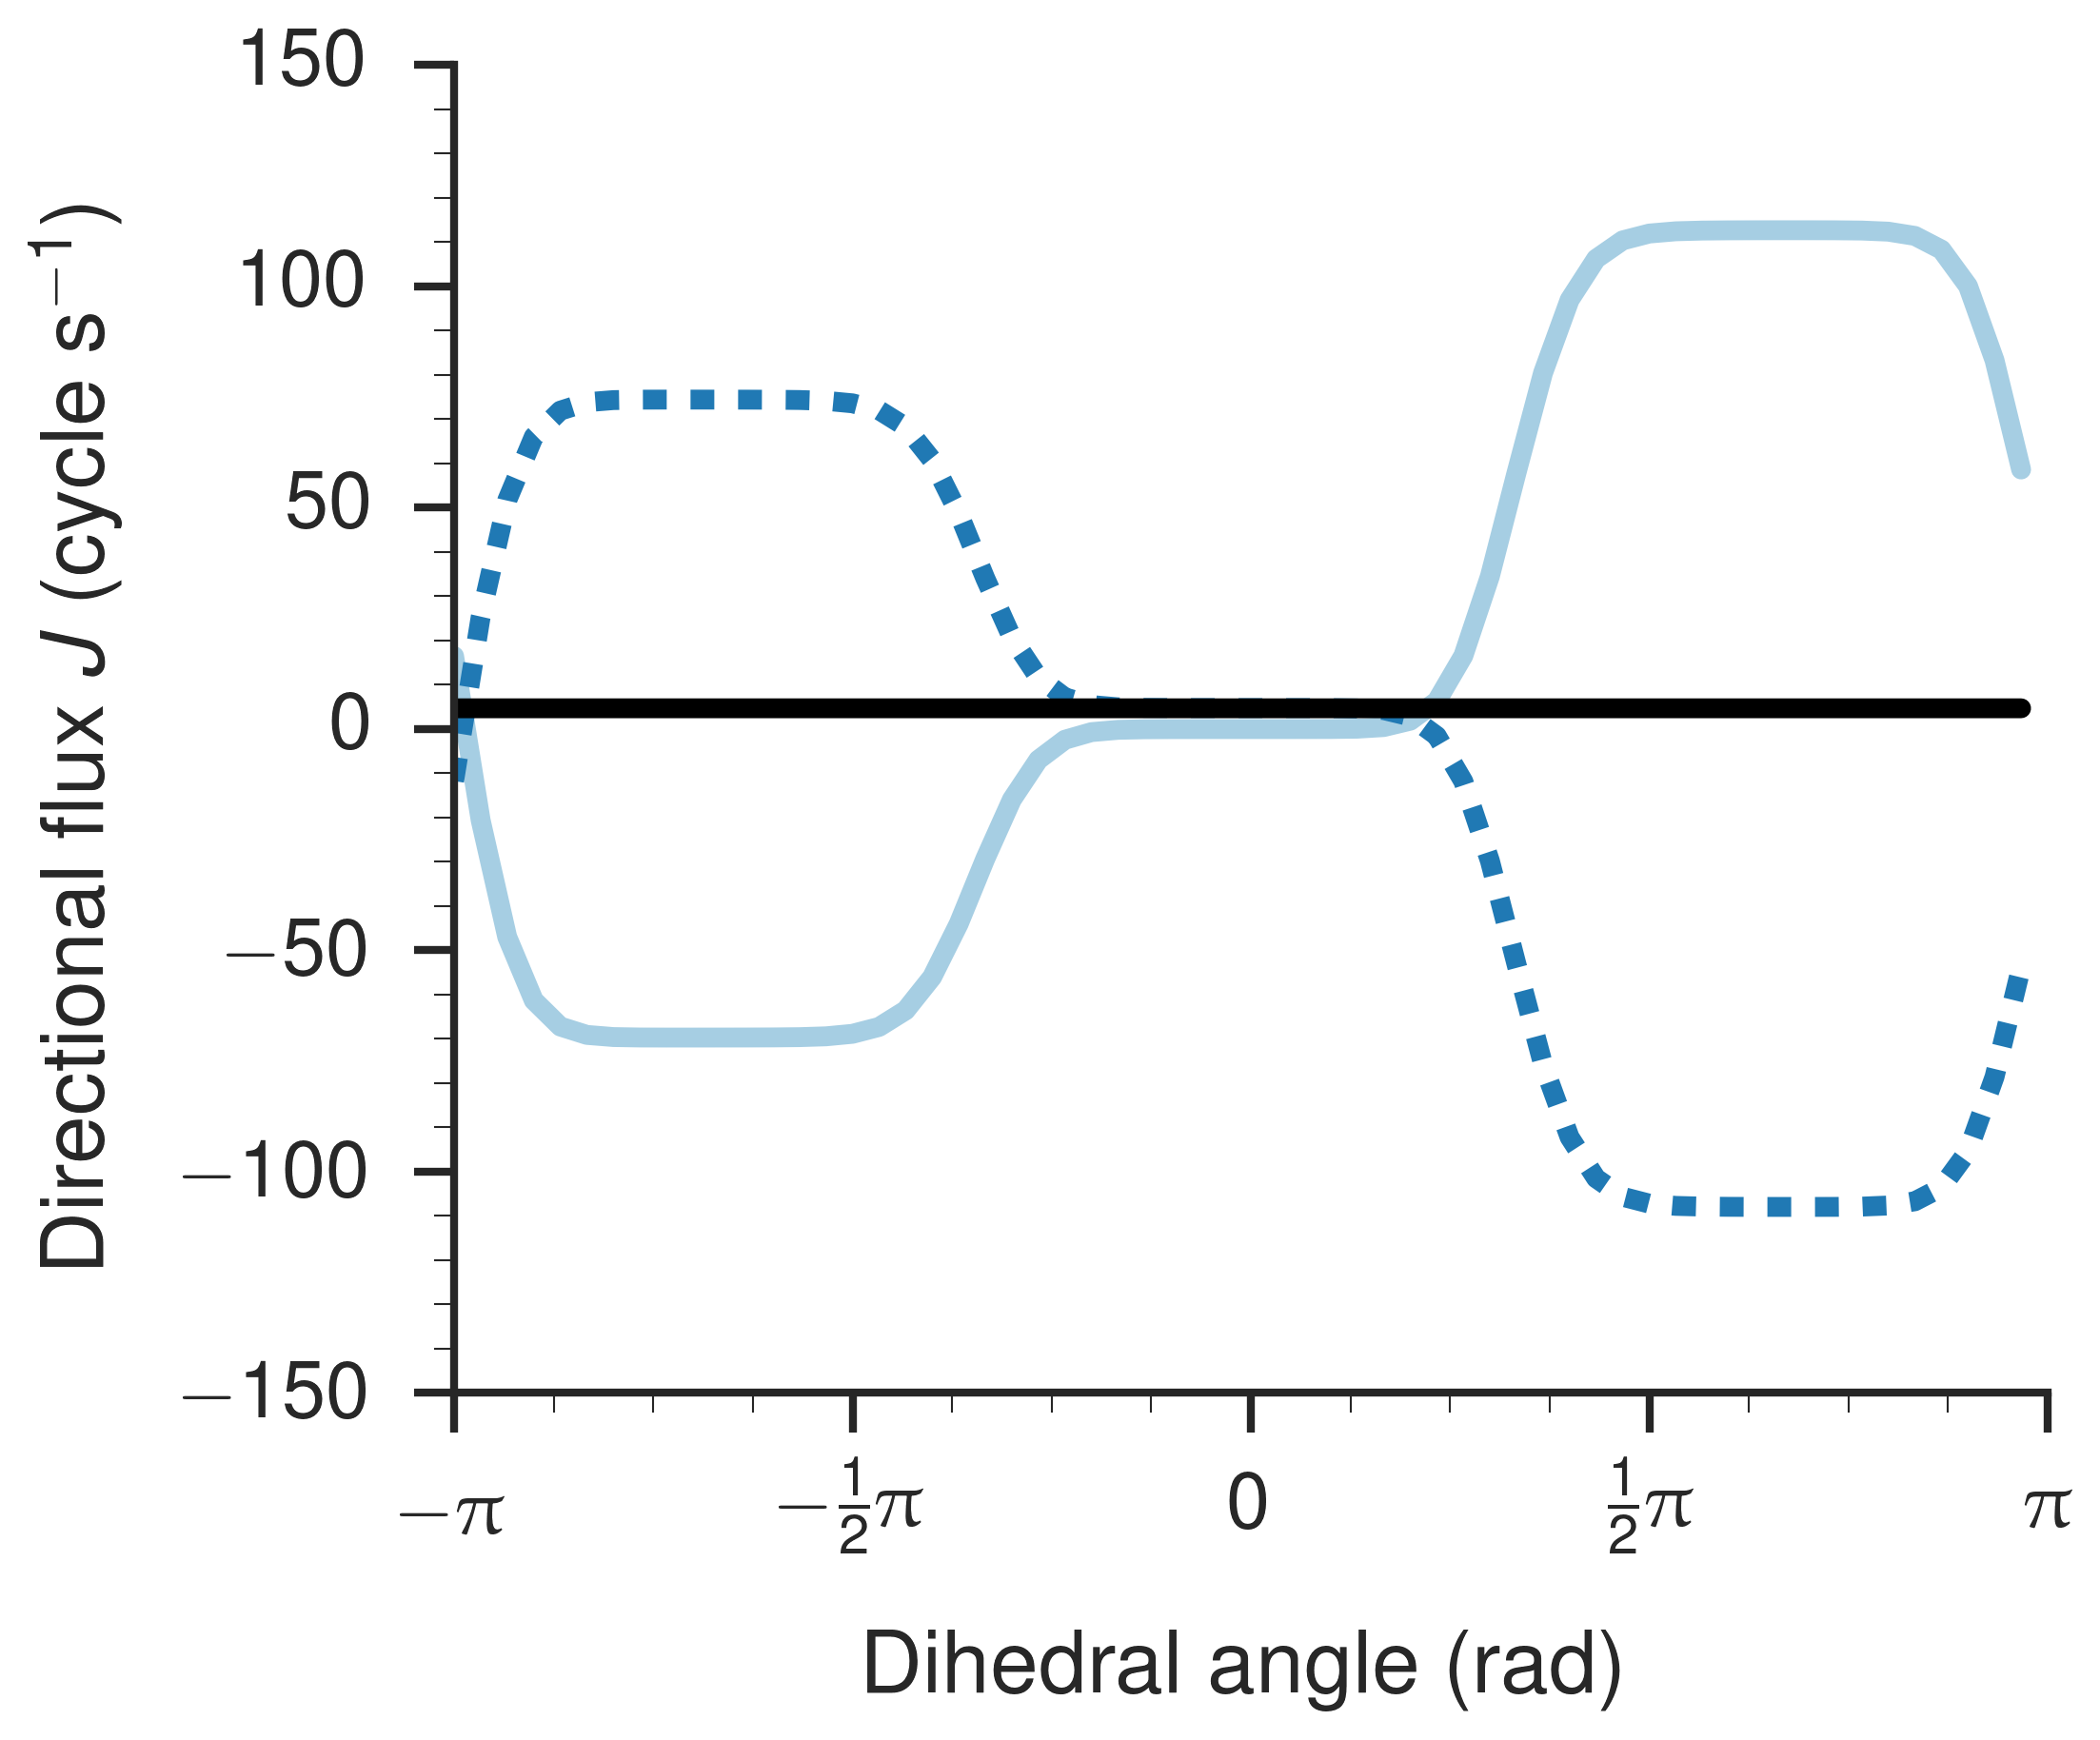 Directional flux J (cycle s⁻¹)
150
100
50
0
−50
−100
−150
−π
−½π
0
½π
π
Dihedral angle (rad)